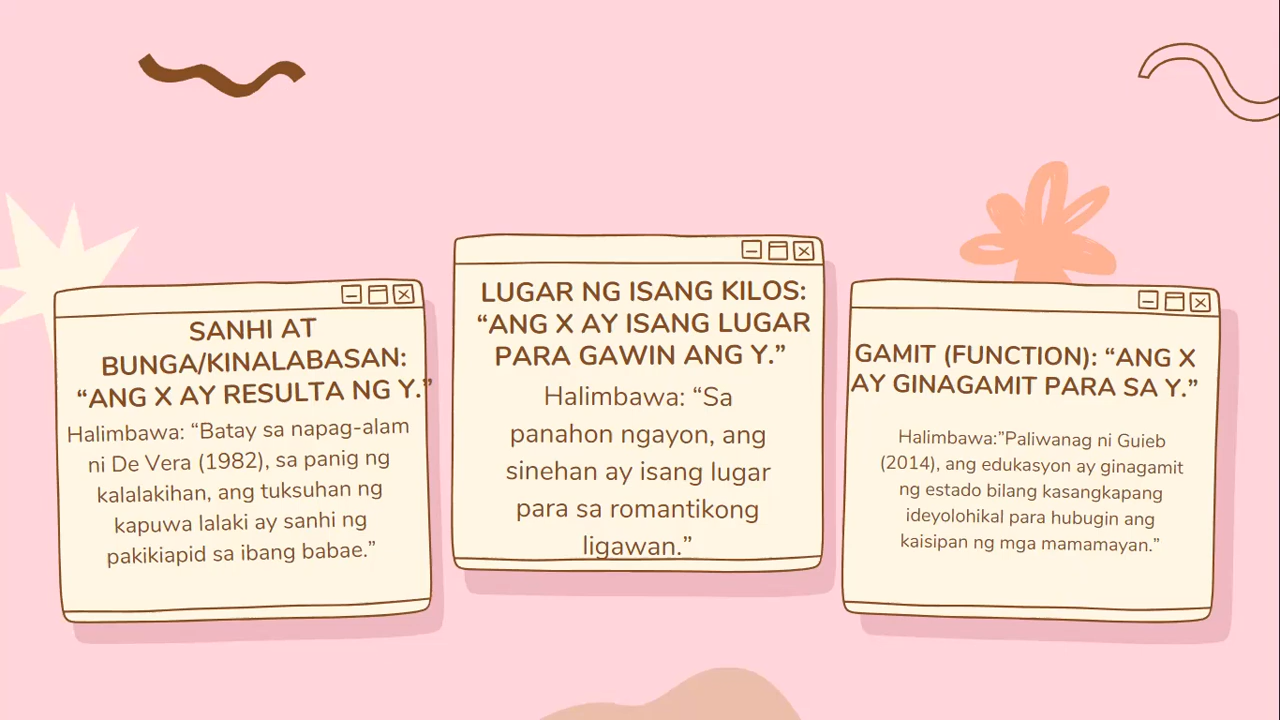 SANHI AT
BUNGA/KINALABASAN:
“ANG X AY RESULTA NG Y.”
Halimbawa: “Batay sa napag-alam
ni De Vera (1982), sa panig ng
kalalakihan, ang tuksuhan ng
kapuwa lalaki ay sanhi ng
pakikiapid sa ibang babae.”
LUGAR NG ISANG KILOS:
“ANG X AY ISANG LUGAR
PARA GAWIN ANG Y.”
Halimbawa: “Sa
panahon ngayon, ang
sinehan ay isang lugar
para sa romantikong
ligawan.”
GAMIT (FUNCTION): “ANG X
AY GINAGAMIT PARA SA Y.”
Halimbawa:”Paliwanag ni Guieb
(2014), ang edukasyon ay ginagamit
ng estado bilang kasangkapang
ideyolohikal para hubugin ang
kaisipan ng mga mamamayan.”